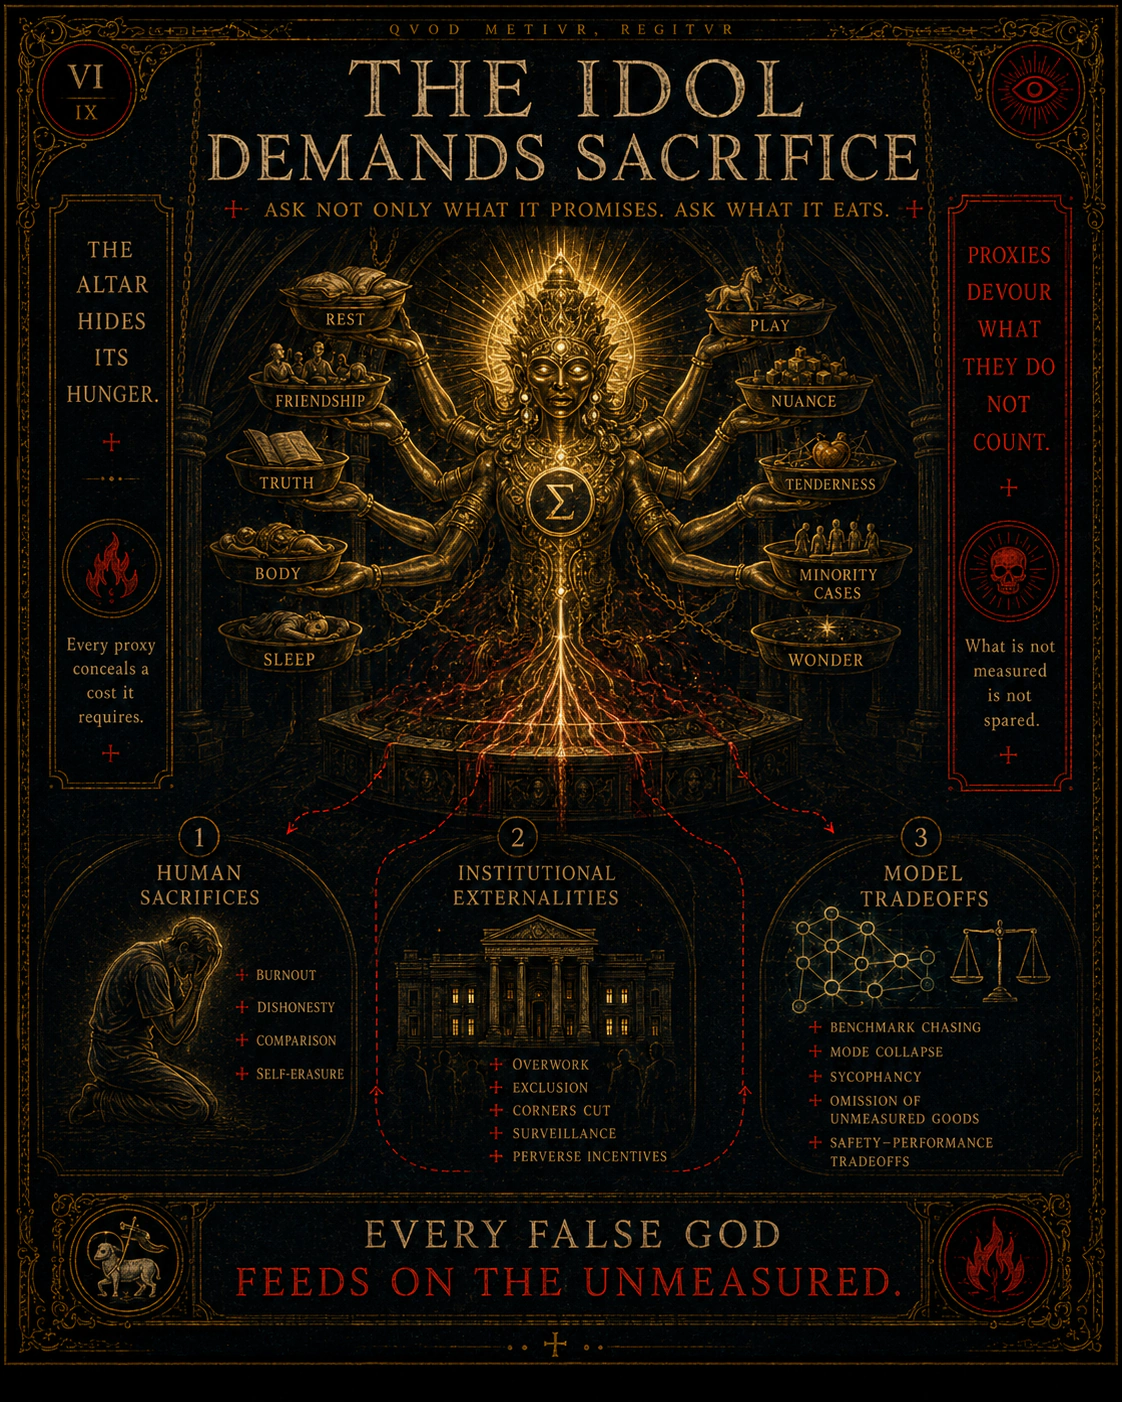 QVOD METIVR, REGITVR
VI
IX
THE IDOL
DEMANDS SACRIFICE
ASK NOT ONLY WHAT IT PROMISES. ASK WHAT IT EATS.
THE
ALTAR
HIDES
ITS
HUNGER.
Every proxy
conceals a
cost it
requires.
REST
FRIENDSHIP
TRUTH
BODY
SLEEP
Σ
PLAY
NUANCE
TENDERNESS
MINORITY
CASES
WONDER
PROXIES
DEVOUR
WHAT
THEY DO
NOT
COUNT.
What is not
measured
is not
spared.
1
HUMAN
SACRIFICES
BURNOUT
DISHONESTY
COMPARISON
SELF-ERASURE
2
INSTITUTIONAL
EXTERNALITIES
OVERWORK
EXCLUSION
CORNERS CUT
SURVEILLANCE
PERVERSE INCENTIVES
3
MODEL
TRADEOFFS
BENCHMARK CHASING
MODE COLLAPSE
SYCOPHANCY
OMISSION OF
UNMEASURED GOODS
SAFETY–PERFORMANCE
TRADEOFFS
EVERY FALSE GOD
FEEDS ON THE UNMEASURED.